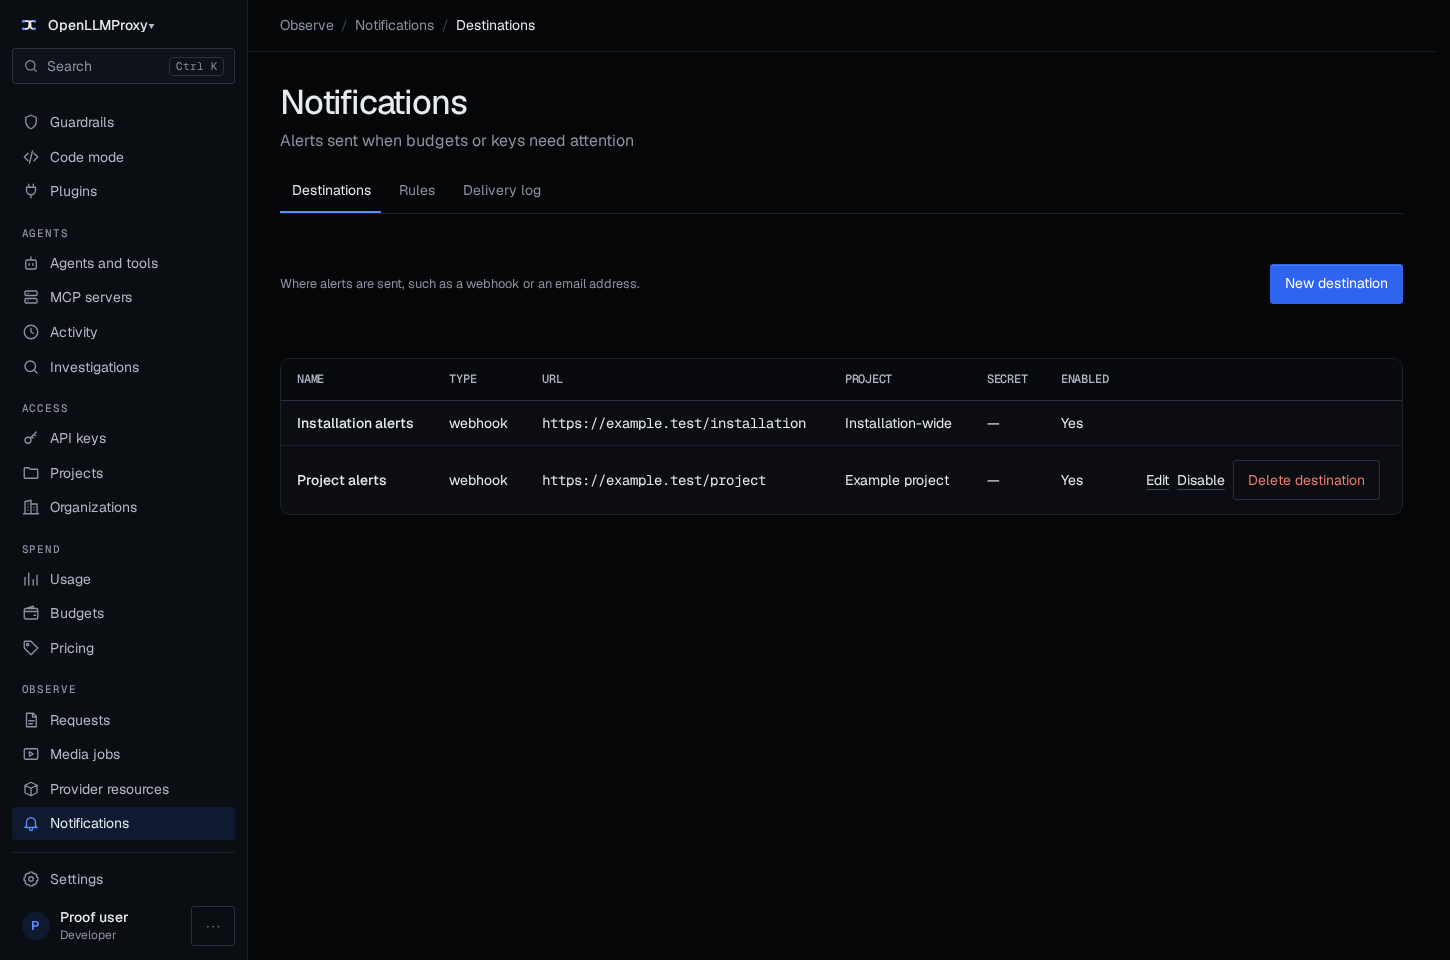 OpenLLMProxy▾
Search Ctrl K
Guardrails
Code mode
Plugins
AGENTS
Agents and tools
MCP servers
Activity
Investigations
ACCESS
API keys
Projects
Organizations
SPEND
Usage
Budgets
Pricing
OBSERVE
Requests
Media jobs
Provider resources
Notifications
Settings
P
Proof user
Developer
...
Observe / Notifications / Destinations
Notifications
Alerts sent when budgets or keys need attention
Destinations Rules Delivery log
Where alerts are sent, such as a webhook or an email address.
New destination
NAME TYPE URL PROJECT SECRET ENABLED
Installation alerts webhook https://example.test/installation Installation-wide — Yes
Project alerts webhook https://example.test/project Example project — Yes Edit Disable Delete destination